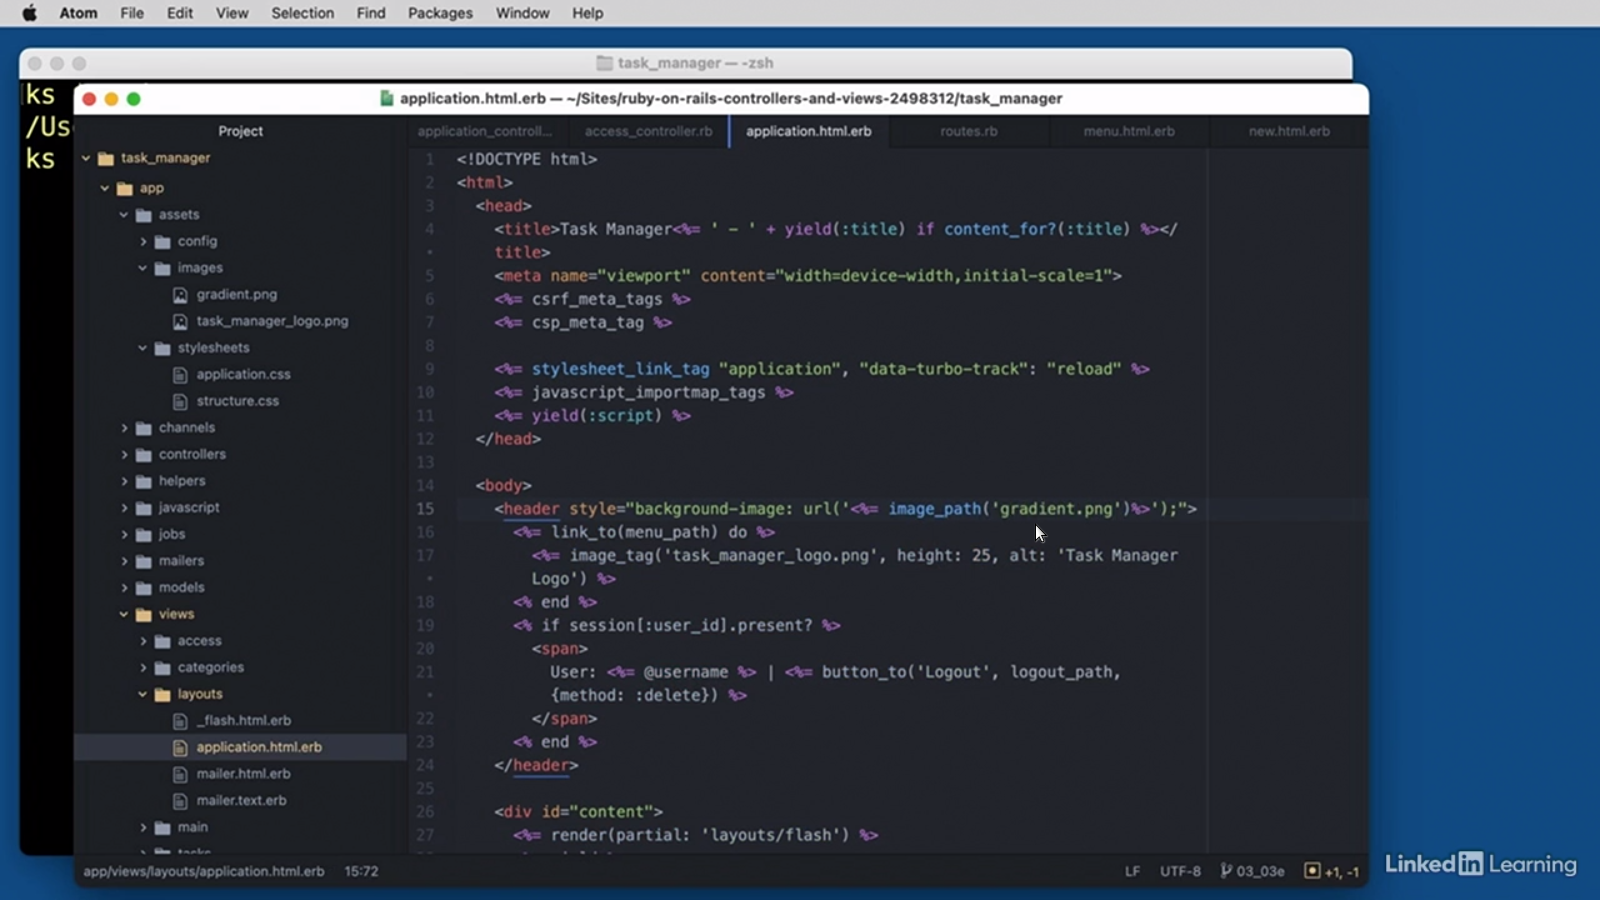 Atom File Edit View Selection Find Packages Window Help
task_manager — -zsh
ks
/Us
ks
application.html.erb — ~/Sites/ruby-on-rails-controllers-and-views-2498312/task_manager
Project
application_controll... access_controller.rb application.html.erb routes.rb menu.html.erb new.html.erb
task_manager
app
assets
config
images
gradient.png
task_manager_logo.png
stylesheets
application.css
structure.css
channels
controllers
helpers
javascript
jobs
mailers
models
views
access
categories
layouts
_flash.html.erb
application.html.erb
mailer.html.erb
mailer.text.erb
main
tasks
1 <!DOCTYPE html>
2 <html>
3 <head>
4 <title>Task Manager<%= ' - ' + yield(:title) if content_for?(:title) %></
• title>
5 <meta name="viewport" content="width=device-width,initial-scale=1">
6 <%= csrf_meta_tags %>
7 <%= csp_meta_tag %>
8
9 <%= stylesheet_link_tag "application", "data-turbo-track": "reload" %>
10 <%= javascript_importmap_tags %>
11 <%= yield(:script) %>
12 </head>
13
14 <body>
15 <header style="background-image: url('<%= image_path('gradient.png')%>');">
16 <%= link_to(menu_path) do %>
17 <%= image_tag('task_manager_logo.png', height: 25, alt: 'Task Manager
• Logo') %>
18 <% end %>
19 <% if session[:user_id].present? %>
20 <span>
21 User: <%= @username %> | <%= button_to('Logout', logout_path,
• {method: :delete}) %>
22 </span>
23 <% end %>
24 </header>
25
26 <div id="content">
27 <%= render(partial: 'layouts/flash') %>
app/views/layouts/application.html.erb 15:72 LF UTF-8 03_03e +1, -1
LinkedIn Learning